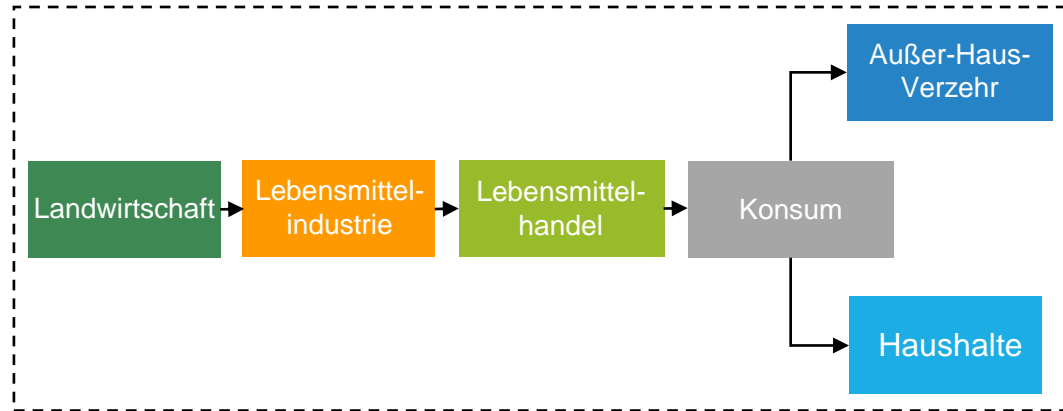 Außer-Haus-
Verzehr
Landwirtschaft
Lebensmittel-
industrie
Lebensmittel-
handel
Konsum
Haushalte